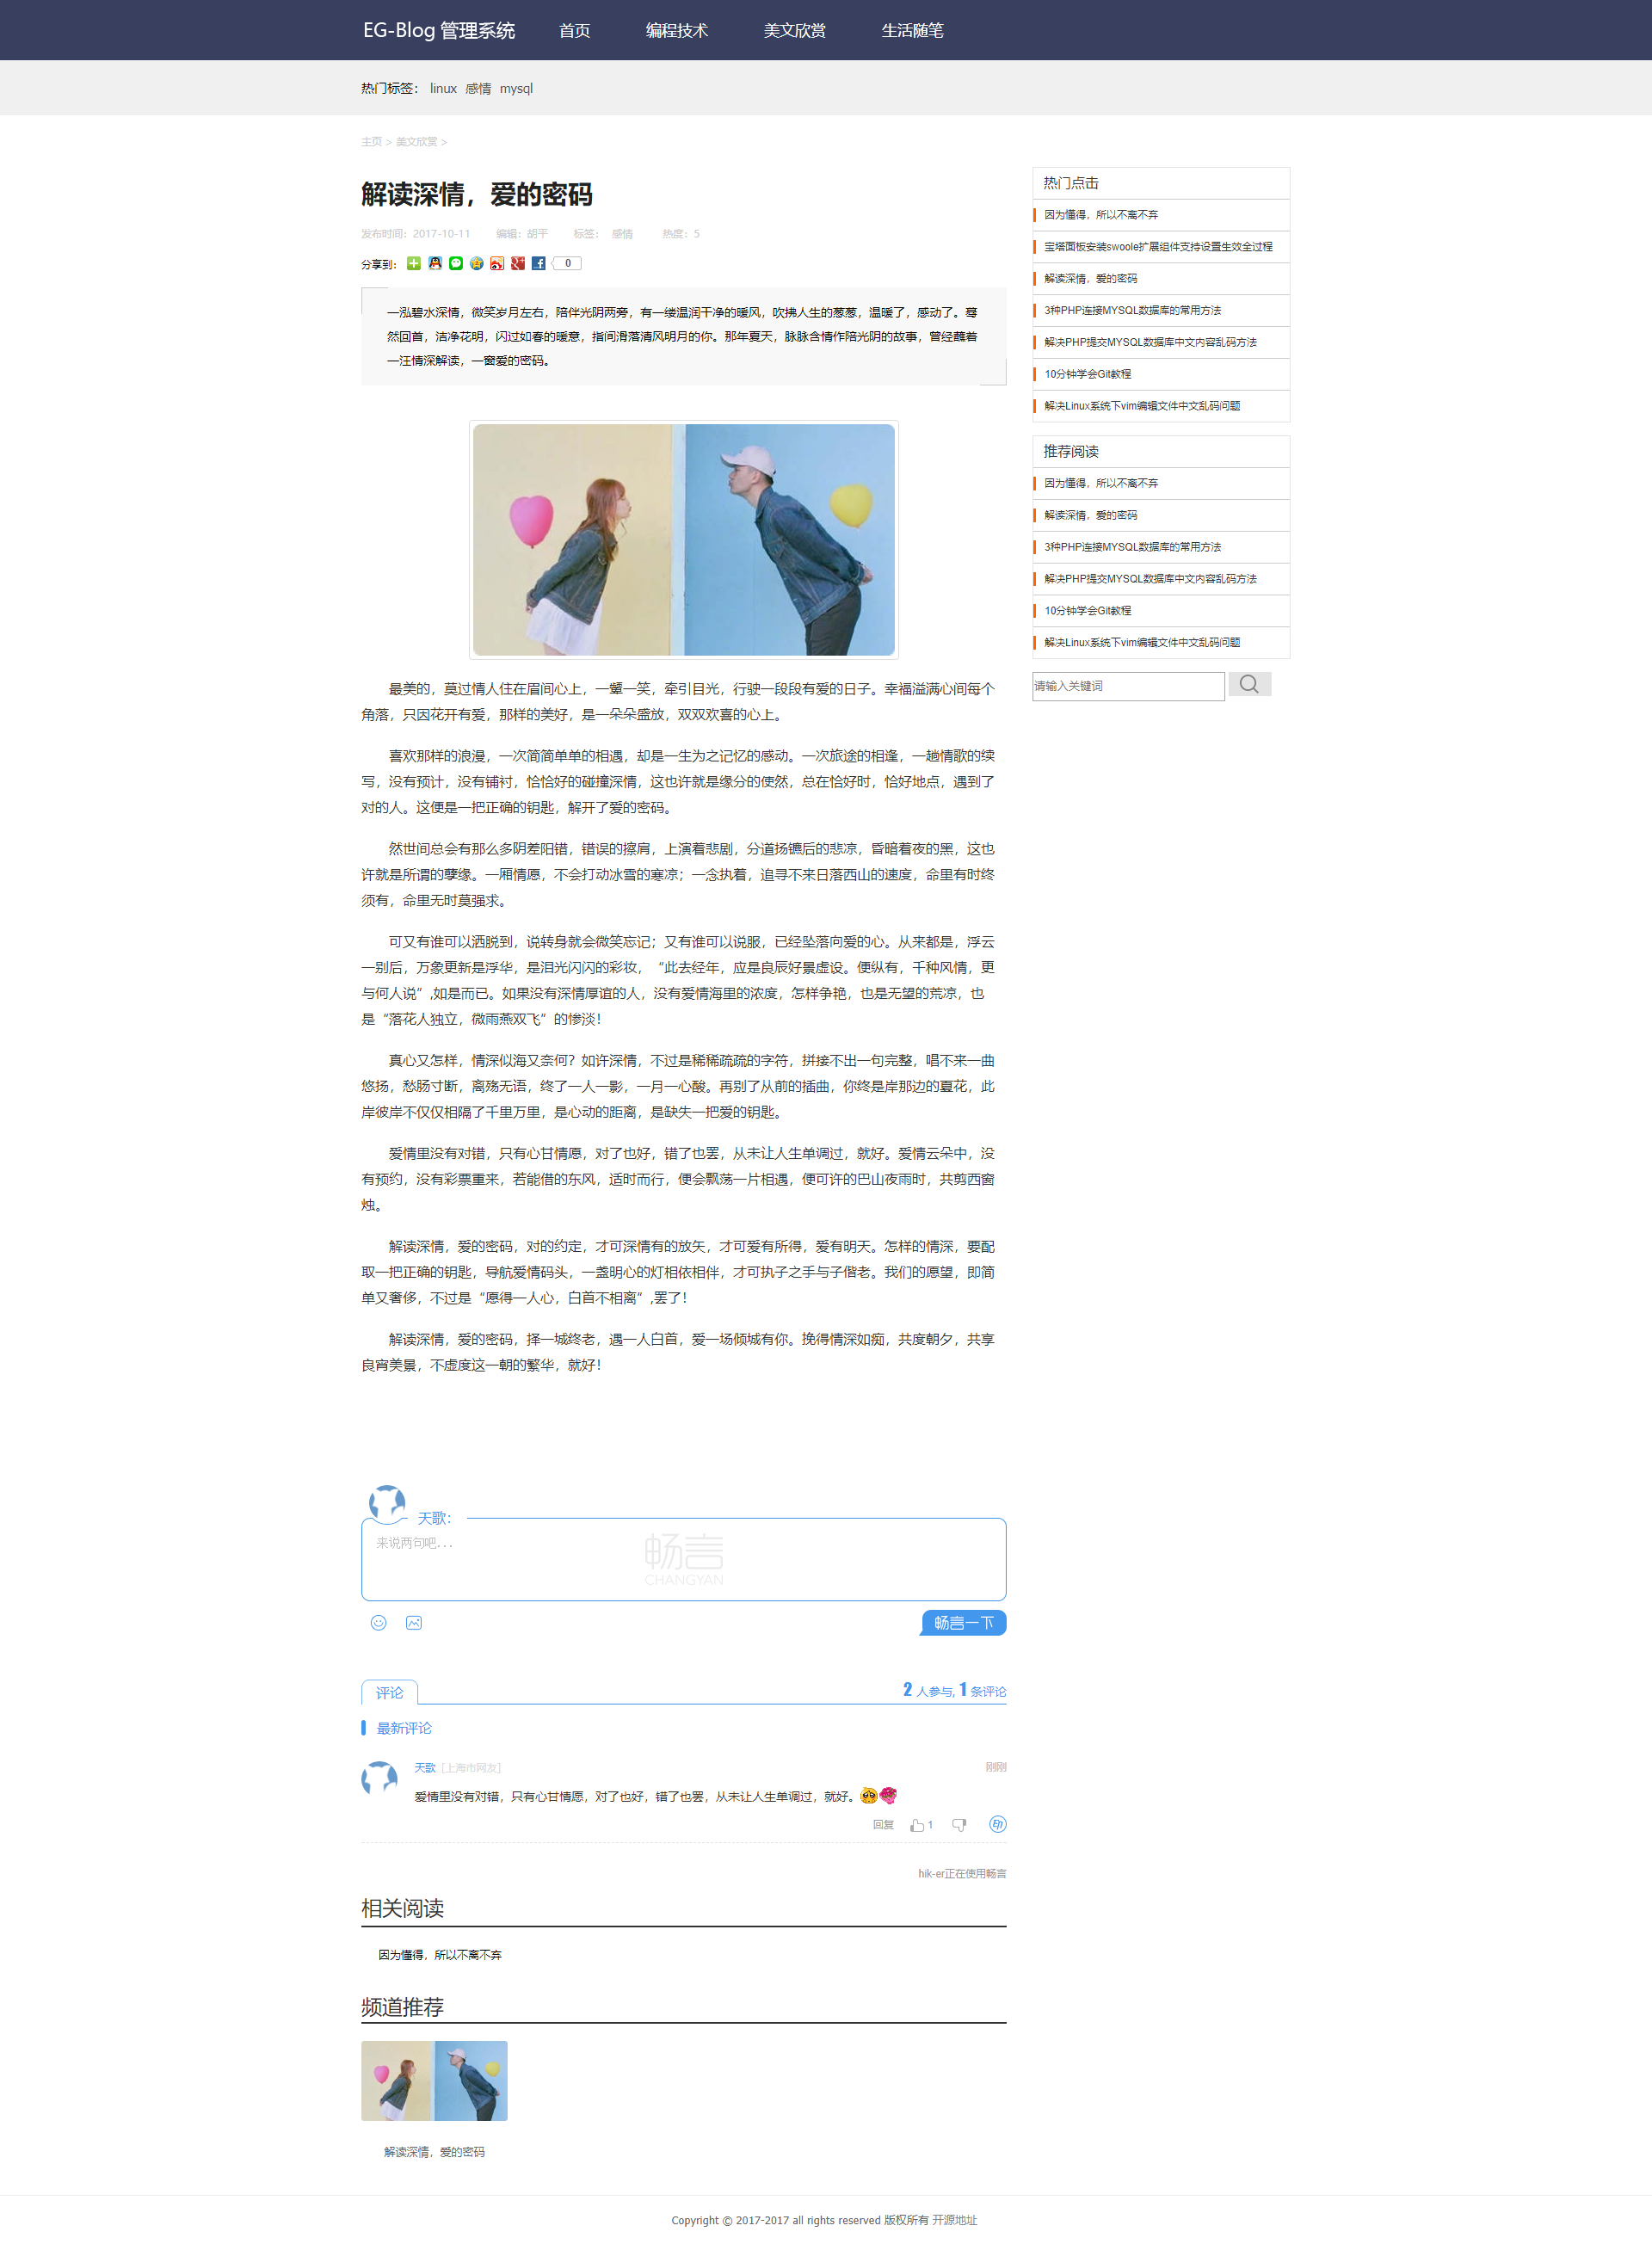 EG-Blog 管理系统 首页 编程技术 美文欣赏 生活随笔
热门标签： linux 感情 mysql
主页 > 美文欣赏 >
解读深情，爱的密码
发布时间：2017-10-11 编辑：胡平 标签： 感情 热度：5
分享到： 0
一泓碧水深情，微笑岁月左右，陪伴光阴两旁，有一缕温润干净的暖风，吹拂人生的葱葱，温暖了，感动了。蓦
然回首，洁净花明，闪过如春的暖意，指间滑落清风明月的你。那年夏天，脉脉含情作陪光阴的故事，曾经蘸着
一汪情深解读，一窗爱的密码。
最美的，莫过情人住在眉间心上，一颦一笑，牵引目光，行驶一段段有爱的日子。幸福溢满心间每个
角落，只因花开有爱，那样的美好，是一朵朵盛放，双双欢喜的心上。
喜欢那样的浪漫，一次简简单单的相遇，却是一生为之记忆的感动。一次旅途的相逢，一趟情歌的续
写，没有预计，没有铺衬，恰恰好的碰撞深情，这也许就是缘分的使然，总在恰好时，恰好地点，遇到了
对的人。这便是一把正确的钥匙，解开了爱的密码。
然世间总会有那么多阴差阳错，错误的擦肩，上演着悲剧，分道扬镳后的悲凉，昏暗着夜的黑，这也
许就是所谓的孽缘。一厢情愿，不会打动冰雪的寒凉；一念执着，追寻不来日落西山的速度，命里有时终
须有，命里无时莫强求。
可又有谁可以洒脱到，说转身就会微笑忘记；又有谁可以说服，已经坠落向爱的心。从来都是，浮云
一别后，万象更新是浮华，是泪光闪闪的彩妆，“此去经年，应是良辰好景虚设。便纵有，千种风情，更
与何人说”,如是而已。如果没有深情厚谊的人，没有爱情海里的浓度，怎样争艳，也是无望的荒凉，也
是“落花人独立，微雨燕双飞”的惨淡！
真心又怎样，情深似海又奈何？如许深情，不过是稀稀疏疏的字符，拼接不出一句完整，唱不来一曲
悠扬，愁肠寸断，离殇无语，终了一人一影，一月一心酸。再别了从前的插曲，你终是岸那边的夏花，此
岸彼岸不仅仅相隔了千里万里，是心动的距离，是缺失一把爱的钥匙。
爱情里没有对错，只有心甘情愿，对了也好，错了也罢，从未让人生单调过，就好。爱情云朵中，没
有预约，没有彩票重来，若能借的东风，适时而行，便会飘荡一片相遇，便可许的巴山夜雨时，共剪西窗
烛。
解读深情，爱的密码，对的约定，才可深情有的放矢，才可爱有所得，爱有明天。怎样的情深，要配
取一把正确的钥匙，导航爱情码头，一盏明心的灯相依相伴，才可执子之手与子偕老。我们的愿望，即简
单又奢侈，不过是“愿得一人心，白首不相离”,罢了！
解读深情，爱的密码，择一城终老，遇一人白首，爱一场倾城有你。挽得情深如痴，共度朝夕，共享
良宵美景，不虚度这一朝的繁华，就好！
天歌：
来说两句吧...
畅言
CHANGYAN
畅言一下
评论 2 人参与, 1 条评论
最新评论
天歌 [上海市网友] 刚刚
爱情里没有对错，只有心甘情愿，对了也好，错了也罢，从未让人生单调过，就好。
回复 1 印
hik-er正在使用畅言
相关阅读
因为懂得，所以不离不弃
频道推荐
解读深情，爱的密码
热门点击
因为懂得，所以不离不弃
宝塔面板安装swoole扩展组件支持设置生效全过程
解读深情，爱的密码
3种PHP连接MYSQL数据库的常用方法
解决PHP提交MYSQL数据库中文内容乱码方法
10分钟学会Git教程
解决Linux系统下vim编辑文件中文乱码问题
推荐阅读
因为懂得，所以不离不弃
解读深情，爱的密码
3种PHP连接MYSQL数据库的常用方法
解决PHP提交MYSQL数据库中文内容乱码方法
10分钟学会Git教程
解决Linux系统下vim编辑文件中文乱码问题
请输入关键词
Copyright © 2017-2017 all rights reserved 版权所有 开源地址